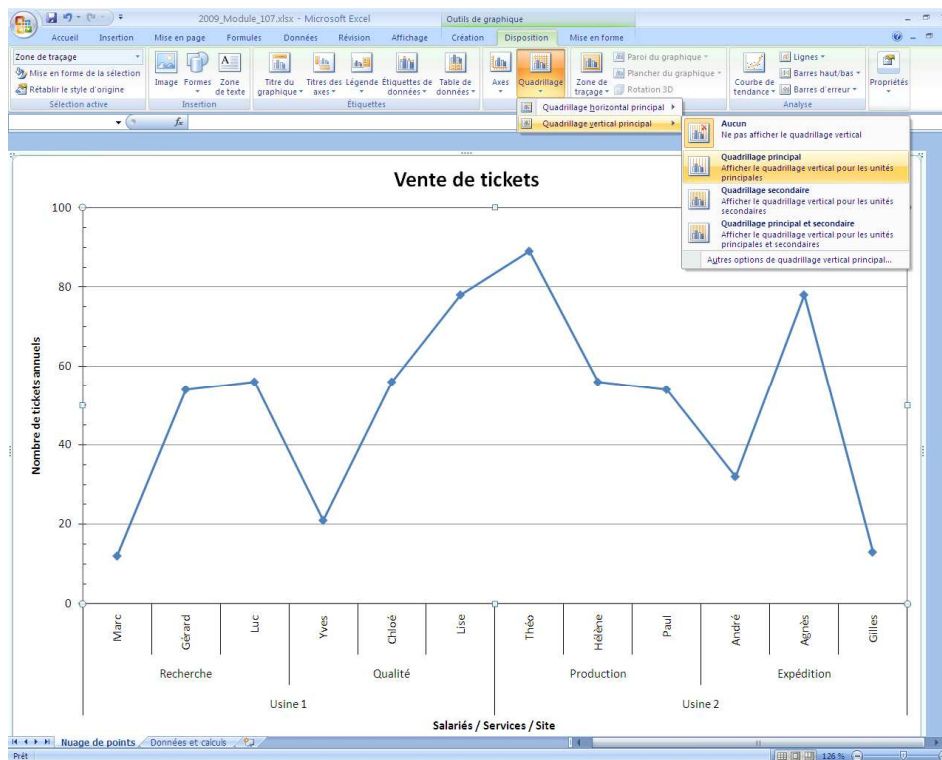 2009_Module_107.xlsx - Microsoft Excel
Outils de graphique
Accueil Insertion Mise en page Formules Données Révision Affichage Création Disposition Mise en forme
Zone de traçage
Mise en forme de la sélection
Rétablir le style d'origine
Sélection active
Image Formes Zone de texte
Insertion
Titre du graphique Titres des axes Légende Étiquettes de données Table de données
Étiquettes
Axes Quadrillage
Zone de traçage
Paroi du graphique
Plancher du graphique
Rotation 3D
Courbe de tendance
Lignes
Barres haut/bas
Barres d'erreur
Analyse
Propriétés
fx
Quadrillage horizontal principal
Quadrillage vertical principal
Aucun
Ne pas afficher le quadrillage vertical
Quadrillage principal
Afficher le quadrillage vertical pour les unités
principales
Quadrillage secondaire
Afficher le quadrillage vertical pour les unités
secondaires
Quadrillage principal et secondaire
Afficher le quadrillage vertical pour les unités
principales et secondaires
Autres options de quadrillage vertical principal...
Vente de tickets
Nombre de tickets annuels
100
80
60
40
20
0
Marc Gérard Luc Yves Chloé Lise Théo Hélène Paul André Agnès Gilles
Recherche Qualité Production Expédition
Usine 1 Usine 2
Salariés / Services / Site
Nuage de points Données et calculs
Prêt
126 %